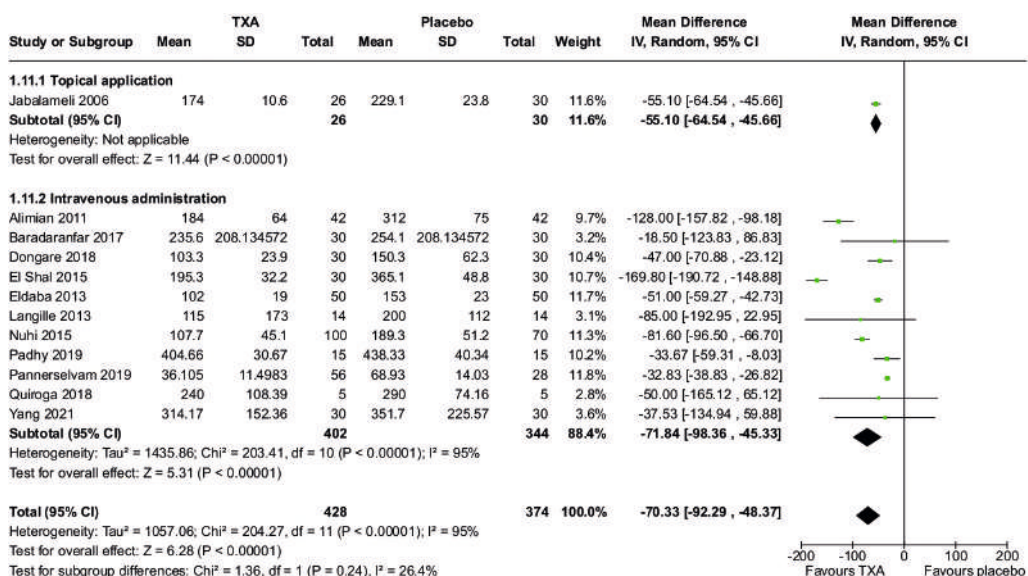 TXA Placebo Mean Difference Mean Difference
Study or Subgroup Mean SD Total Mean SD Total Weight IV, Random, 95% CI IV, Random, 95% CI
1.11.1 Topical application
Jabalameli 2006 174 10.6 26 229.1 23.8 30 11.6% -55.10 [-64.54 , -45.66]
Subtotal (95% CI) 26 30 11.6% -55.10 [-64.54 , -45.66]
Heterogeneity: Not applicable
Test for overall effect: Z = 11.44 (P < 0.00001)
1.11.2 Intravenous administration
Alimian 2011 184 64 42 312 75 42 9.7% -128.00 [-157.82 , -98.18]
Baradaranfar 2017 235.6 208.134572 30 254.1 208.134572 30 3.2% -18.50 [-123.83 , 86.83]
Dongare 2018 103.3 23.9 30 150.3 62.3 30 10.4% -47.00 [-70.88 , -23.12]
El Shal 2015 195.3 32.2 30 365.1 48.8 30 10.7% -169.80 [-190.72 , -148.88]
Eldaba 2013 102 19 50 153 23 50 11.7% -51.00 [-59.27 , -42.73]
Langille 2013 115 173 14 200 112 14 3.1% -85.00 [-192.95 , 22.95]
Nuhi 2015 107.7 45.1 100 189.3 51.2 70 11.3% -81.60 [-96.50 , -66.70]
Padhy 2019 404.66 30.67 15 438.33 40.34 15 10.2% -33.67 [-59.31 , -8.03]
Pannerselvam 2019 36.105 11.4983 56 68.93 14.03 28 11.8% -32.83 [-38.83 , -26.82]
Quiroga 2018 240 108.39 5 290 74.16 5 2.8% -50.00 [-165.12 , 65.12]
Yang 2021 314.17 152.36 30 351.7 225.57 30 3.6% -37.53 [-134.94 , 59.88]
Subtotal (95% CI) 402 344 88.4% -71.84 [-98.36 , -45.33]
Heterogeneity: Tau² = 1435.86; Chi² = 203.41, df = 10 (P < 0.00001); I² = 95%
Test for overall effect: Z = 5.31 (P < 0.00001)
Total (95% CI) 428 374 100.0% -70.33 [-92.29 , -48.37]
Heterogeneity: Tau² = 1057.06; Chi² = 204.27, df = 11 (P < 0.00001); I² = 95%
Test for overall effect: Z = 6.28 (P < 0.00001)
-200 -100 0 100 200
Test for subgroup differences: Chi² = 1.36, df = 1 (P = 0.24), I² = 26.4% Favours TXA Favours placebo